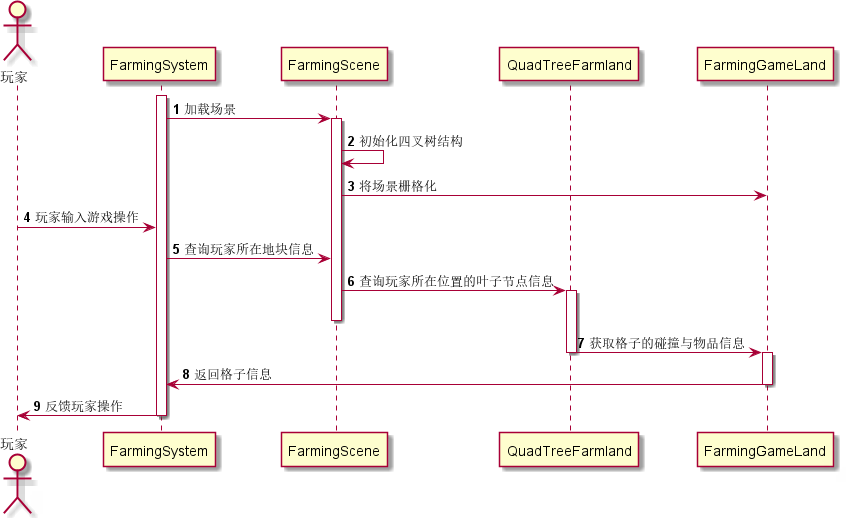 玩家
FarmingSystem
FarmingScene
QuadTreeFarmland
FarmingGameLand
1 加载场景
2 初始化四叉树结构
3 将场景栅格化
4 玩家输入游戏操作
5 查询玩家所在地块信息
6 查询玩家所在位置的叶子节点信息
7 获取格子的碰撞与物品信息
8 返回格子信息
9 反馈玩家操作
玩家
FarmingSystem
FarmingScene
QuadTreeFarmland
FarmingGameLand